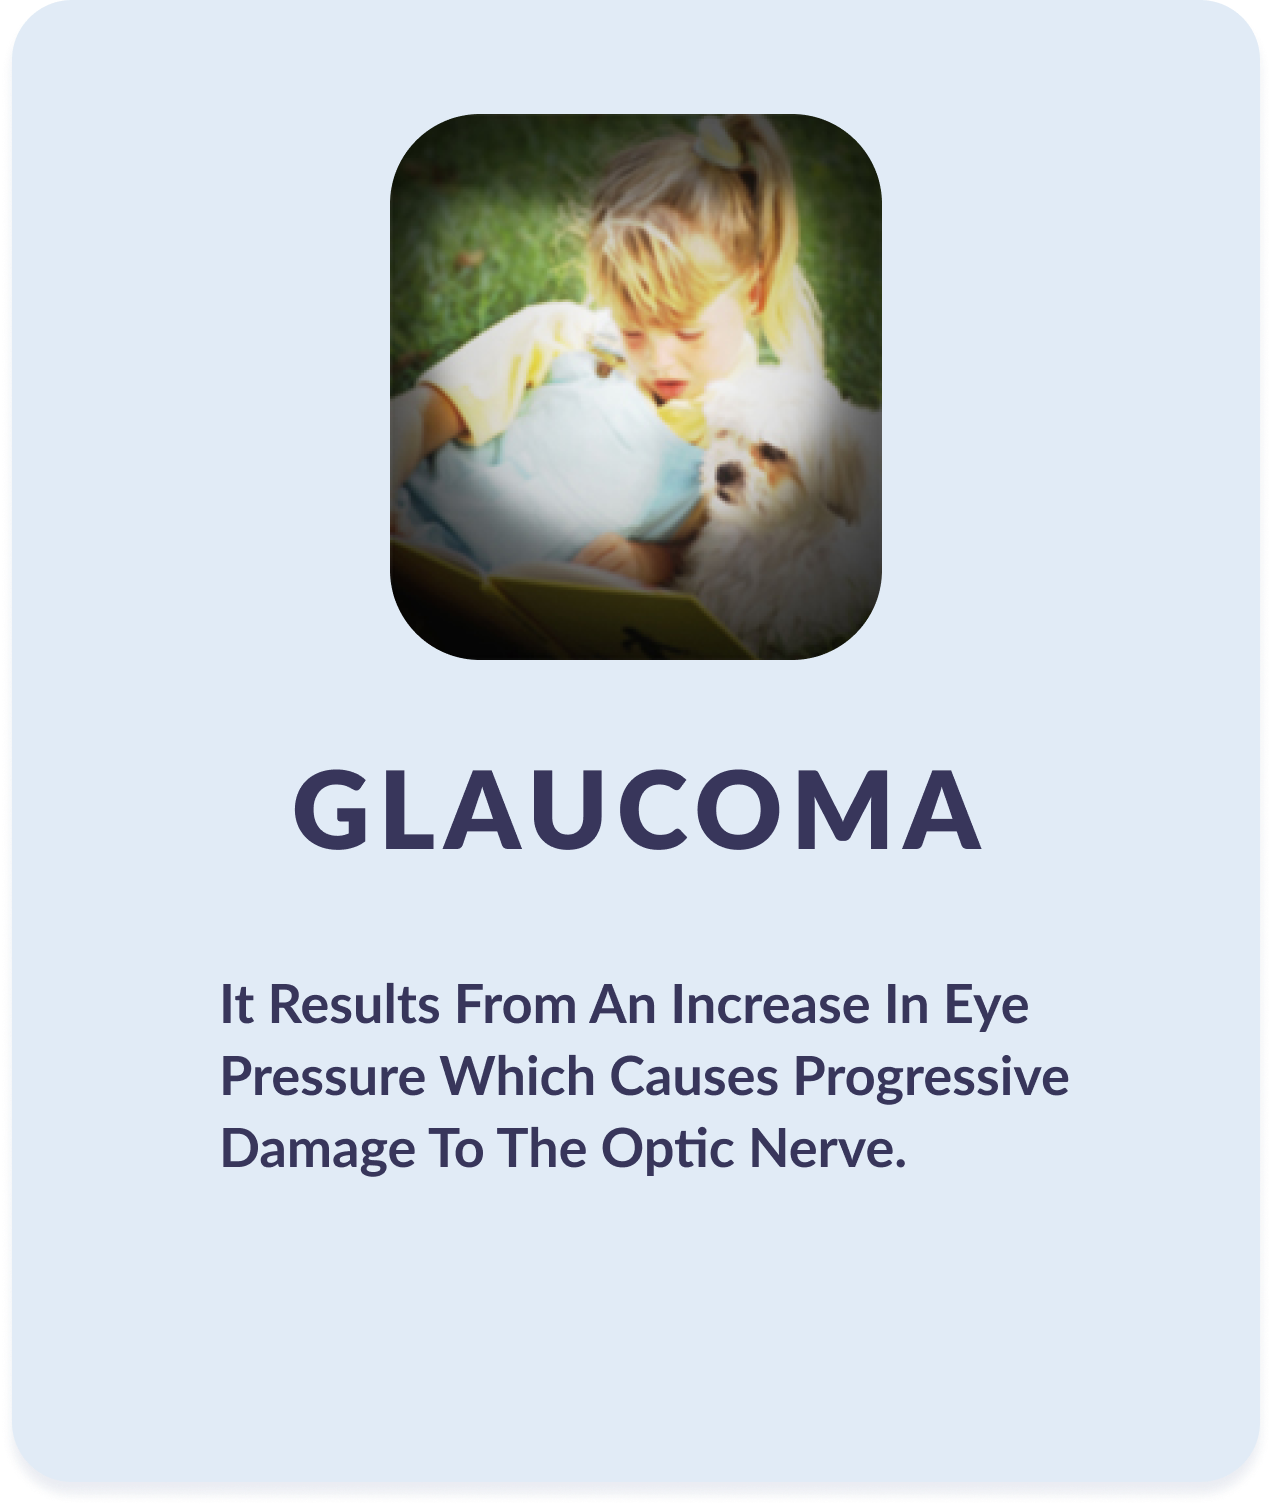 GLAUCOMA
It Results From An Increase In Eye
Pressure Which Causes Progressive
Damage To The Optic Nerve.